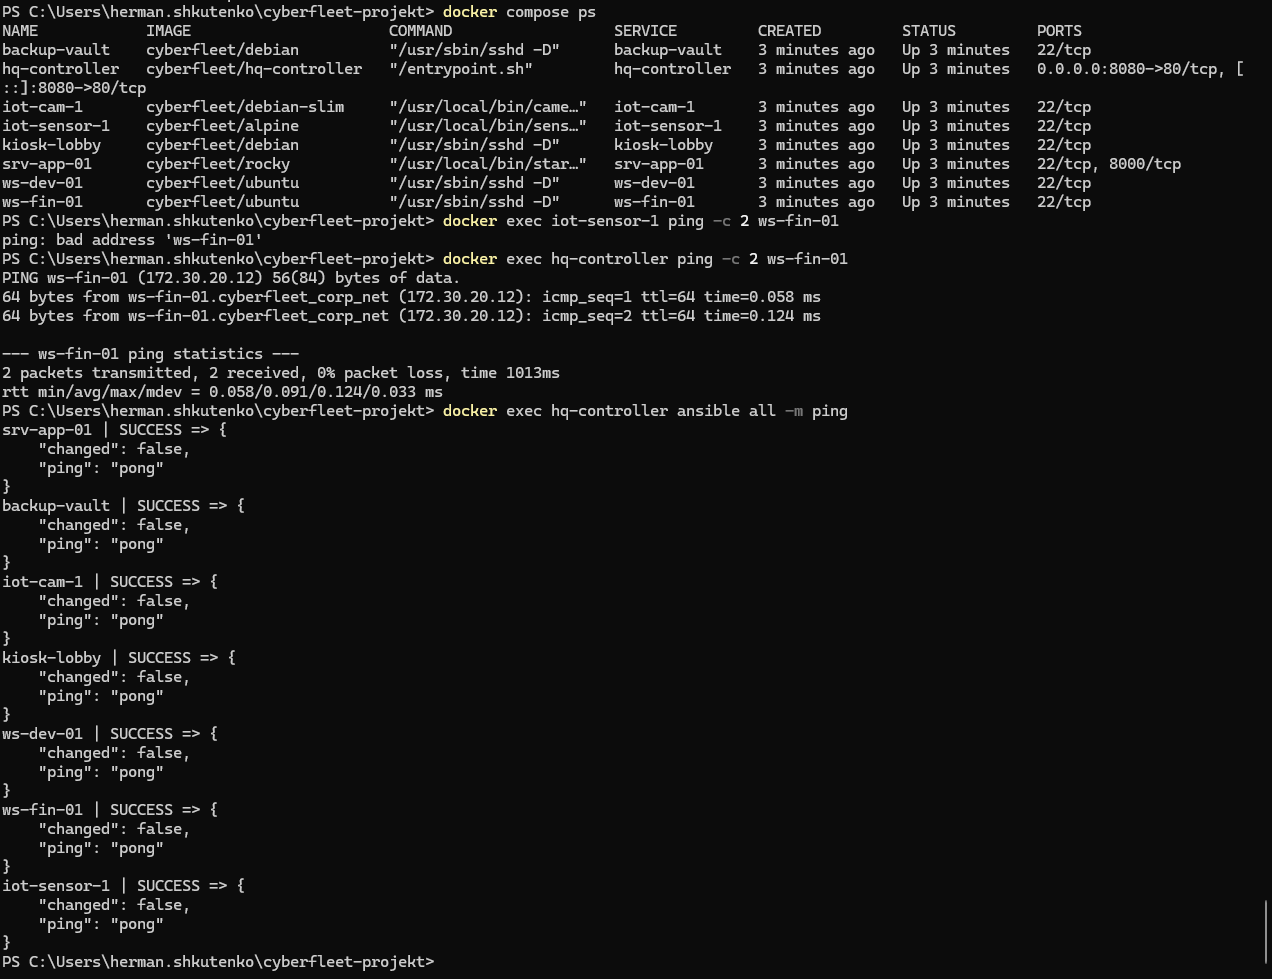 PS C:\Users\herman.shkutenko\cyberfleet-projekt> docker compose ps
NAME            IMAGE                      COMMAND                  SERVICE         CREATED         STATUS         PORTS
backup-vault    cyberfleet/debian          "/usr/sbin/sshd -D"      backup-vault    3 minutes ago   Up 3 minutes   22/tcp
hq-controller   cyberfleet/hq-controller   "/entrypoint.sh"         hq-controller   3 minutes ago   Up 3 minutes   0.0.0.0:8080->80/tcp, [
::]:8080->80/tcp
iot-cam-1       cyberfleet/debian-slim     "/usr/local/bin/came…"   iot-cam-1       3 minutes ago   Up 3 minutes   22/tcp
iot-sensor-1    cyberfleet/alpine          "/usr/local/bin/sens…"   iot-sensor-1    3 minutes ago   Up 3 minutes   22/tcp
kiosk-lobby     cyberfleet/debian          "/usr/sbin/sshd -D"      kiosk-lobby     3 minutes ago   Up 3 minutes   22/tcp
srv-app-01      cyberfleet/rocky           "/usr/local/bin/star…"   srv-app-01      3 minutes ago   Up 3 minutes   22/tcp, 8000/tcp
ws-dev-01       cyberfleet/ubuntu          "/usr/sbin/sshd -D"      ws-dev-01       3 minutes ago   Up 3 minutes   22/tcp
ws-fin-01       cyberfleet/ubuntu          "/usr/sbin/sshd -D"      ws-fin-01       3 minutes ago   Up 3 minutes   22/tcp
PS C:\Users\herman.shkutenko\cyberfleet-projekt> docker exec iot-sensor-1 ping -c 2 ws-fin-01
ping: bad address 'ws-fin-01'
PS C:\Users\herman.shkutenko\cyberfleet-projekt> docker exec hq-controller ping -c 2 ws-fin-01
PING ws-fin-01 (172.30.20.12) 56(84) bytes of data.
64 bytes from ws-fin-01.cyberfleet_corp_net (172.30.20.12): icmp_seq=1 ttl=64 time=0.058 ms
64 bytes from ws-fin-01.cyberfleet_corp_net (172.30.20.12): icmp_seq=2 ttl=64 time=0.124 ms

--- ws-fin-01 ping statistics ---
2 packets transmitted, 2 received, 0% packet loss, time 1013ms
rtt min/avg/max/mdev = 0.058/0.091/0.124/0.033 ms
PS C:\Users\herman.shkutenko\cyberfleet-projekt> docker exec hq-controller ansible all -m ping
srv-app-01 | SUCCESS => {
    "changed": false,
    "ping": "pong"
}
backup-vault | SUCCESS => {
    "changed": false,
    "ping": "pong"
}
iot-cam-1 | SUCCESS => {
    "changed": false,
    "ping": "pong"
}
kiosk-lobby | SUCCESS => {
    "changed": false,
    "ping": "pong"
}
ws-dev-01 | SUCCESS => {
    "changed": false,
    "ping": "pong"
}
ws-fin-01 | SUCCESS => {
    "changed": false,
    "ping": "pong"
}
iot-sensor-1 | SUCCESS => {
    "changed": false,
    "ping": "pong"
}
PS C:\Users\herman.shkutenko\cyberfleet-projekt>